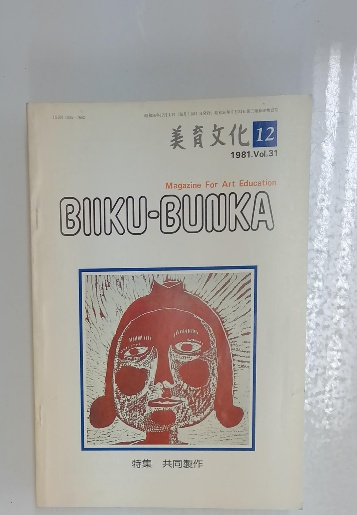 美育文化 12
1981.Vol.31
Magazine For Art Education
BIIKU-BUNKA
特集 共同製作